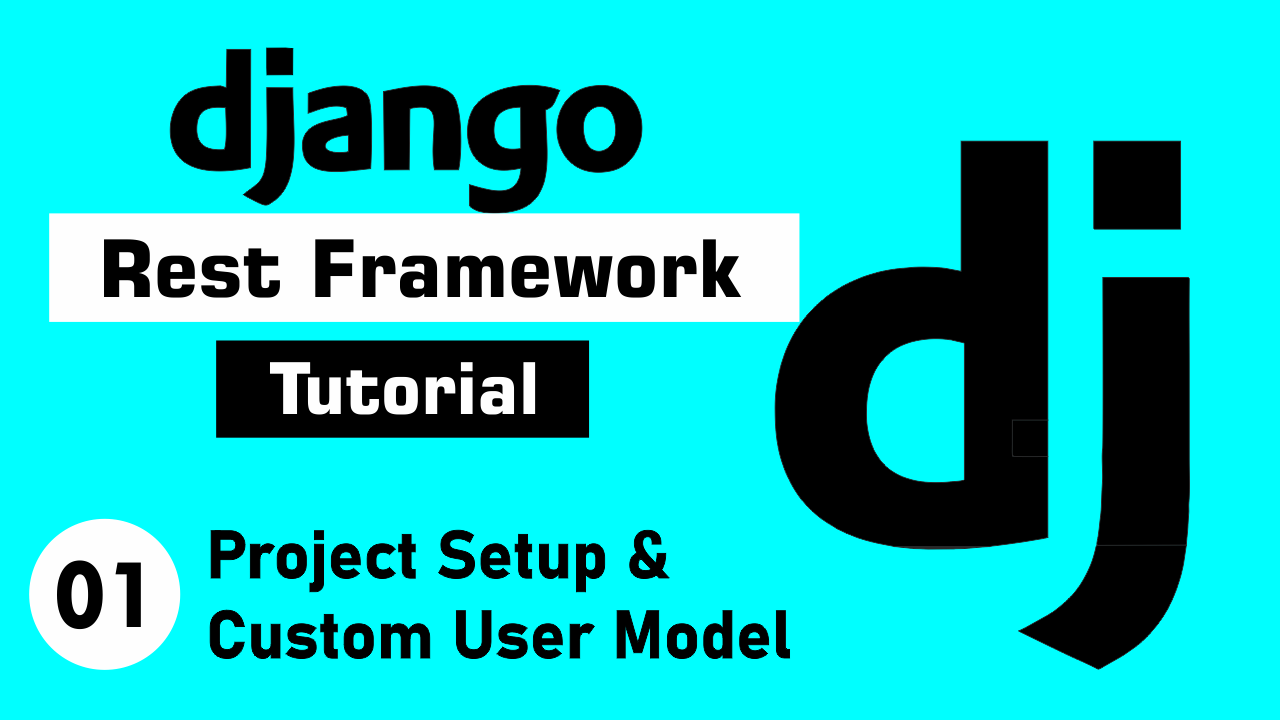 django
Rest Framework
Tutorial
dj
01
Project Setup &
Custom User Model